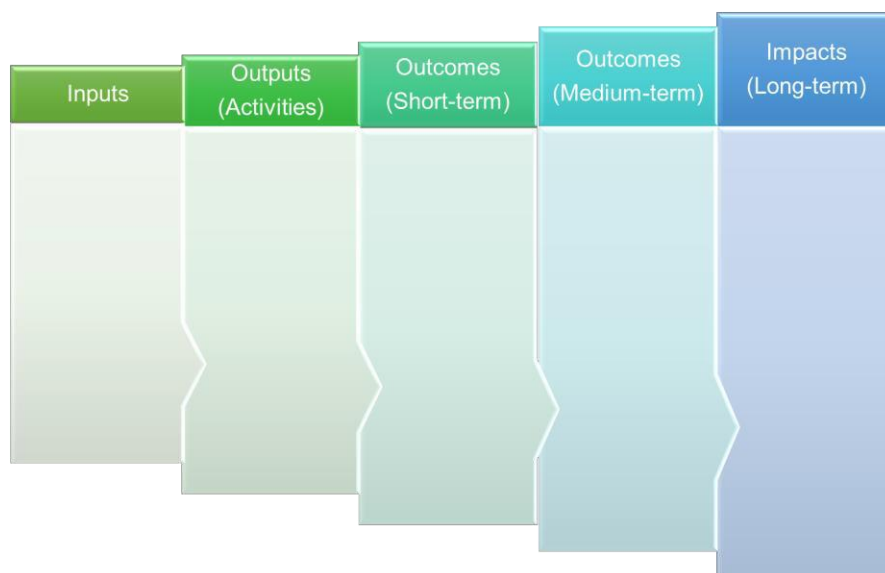 Inputs
Outputs
(Activities)
Outcomes
(Short-term)
Outcomes
(Medium-term)
Impacts
(Long-term)